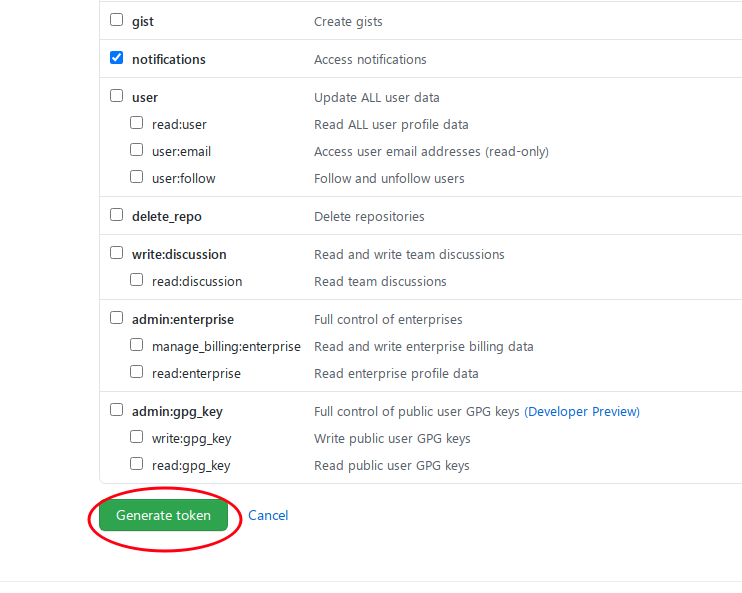 gist Create gists
notifications Access notifications
user Update ALL user data
read:user Read ALL user profile data
user:email Access user email addresses (read-only)
user:follow Follow and unfollow users
delete_repo Delete repositories
write:discussion Read and write team discussions
read:discussion Read team discussions
admin:enterprise Full control of enterprises
manage_billing:enterprise Read and write enterprise billing data
read:enterprise Read enterprise profile data
admin:gpg_key Full control of public user GPG keys (Developer Preview)
write:gpg_key Write public user GPG keys
read:gpg_key Read public user GPG keys
Generate token Cancel